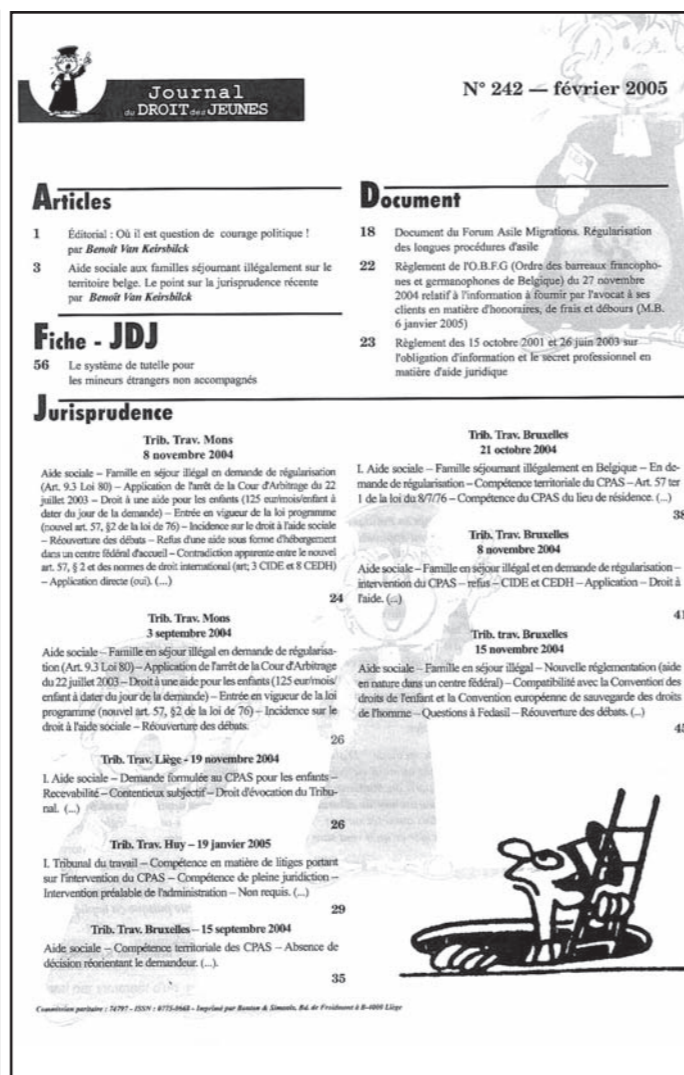 Journal
du DROIT des JEUNES
N° 242 — février 2005
Articles
1 Éditorial : Où il est question de courage politique !
par Benoît Van Keirsbilck
3 Aide sociale aux familles séjournant illégalement sur le
territoire belge. Le point sur la jurisprudence récente
par Benoît Van Keirsbilck
Fiche - JDJ
56 Le système de tutelle pour
les mineurs étrangers non accompagnés
Document
18 Document du Forum Asile Migrations. Régularisation
des longues procédures d'asile
22 Règlement de l'O.B.F.G (Ordre des barreaux francopho-
nes et germanophones de Belgique) du 27 novembre
2004 relatif à l'information à fournir par l'avocat à ses
clients en matière d'honoraires, de frais et débours (M.B.
6 janvier 2005)
23 Règlement des 15 octobre 2001 et 26 juin 2003 sur
l'obligation d'information et le secret professionnel en
matière d'aide juridique
Jurisprudence
Trib. Trav. Mons
8 novembre 2004
Aide sociale – Famille en séjour illégal en demande de régularisation
(Art. 9.3 Loi 80) – Application de l'arrêt de la Cour d'Arbitrage du 22
juillet 2003 – Droit à une aide pour les enfants (125 eur/mois/enfant à
dater du jour de la demande) – Entrée en vigueur de la loi programme
(nouvel art. 57, §2 de la loi de 76) – Incidence sur le droit à l'aide sociale
– Réouverture des débats – Refus d'une aide sous forme d'hébergement
dans un centre fédéral d'accueil – Contradiction apparente entre le nouvel
art. 57, § 2 et des normes de droit international (art; 3 CIDE et 8 CEDH)
– Application directe (oui). (...)
24
Trib. Trav. Mons
3 septembre 2004
Aide sociale – Famille en séjour illégal en demande de régularisa-
tion (Art. 9.3 Loi 80) – Application de l'arrêt de la Cour d'Arbitrage
du 22 juillet 2003 – Droit à une aide pour les enfants (125 eur/mois/
enfant à dater du jour de la demande) – Entrée en vigueur de la loi
programme (nouvel art. 57, §2 de la loi de 76) – Incidence sur le
droit à l'aide sociale – Réouverture des débats.
26
Trib. Trav. Liège - 19 novembre 2004
I. Aide sociale – Demande formulée au CPAS pour les enfants –
Recevabilité – Contentieux subjectif – Droit d'évocation du Tribu-
nal. (...)
26
Trib. Trav. Huy – 19 janvier 2005
I. Tribunal du travail – Compétence en matière de litiges portant
sur l'intervention du CPAS – Compétence de pleine juridiction –
Intervention préalable de l'administration – Non requis. (...)
29
Trib. Trav. Bruxelles – 15 septembre 2004
Aide sociale – Compétence territoriale des CPAS – Absence de
décision réorientant le demandeur. (...).
35
Trib. Trav. Bruxelles
21 octobre 2004
I. Aide sociale – Famille séjournant illégalement en Belgique – En de-
mande de régularisation – Compétence territoriale du CPAS – Art. 57 ter
1 de la loi du 8/7/76 – Compétence du CPAS du lieu de résidence. (...)
38
Trib. Trav. Bruxelles
8 novembre 2004
Aide sociale – Famille en séjour illégal et en demande de régularisation –
intervention du CPAS – refus – CIDE et CEDH – Application – Droit à
l'aide. (...)
41
Trib. trav. Bruxelles
15 novembre 2004
Aide sociale – Famille en séjour illégal – Nouvelle réglementation (aide
en nature dans un centre fédéral) – Compatibilité avec la Convention des
droits de l'enfant et la Convention européenne de sauvegarde des droits
de l'homme – Questions à Fedasil – Réouverture des débats. (...)
45
Commission paritaire : 74797 - ISSN : 0775-0668 - Imprimé par Benton & Simonis, Bd. de Froidmont à B-4000 Liège